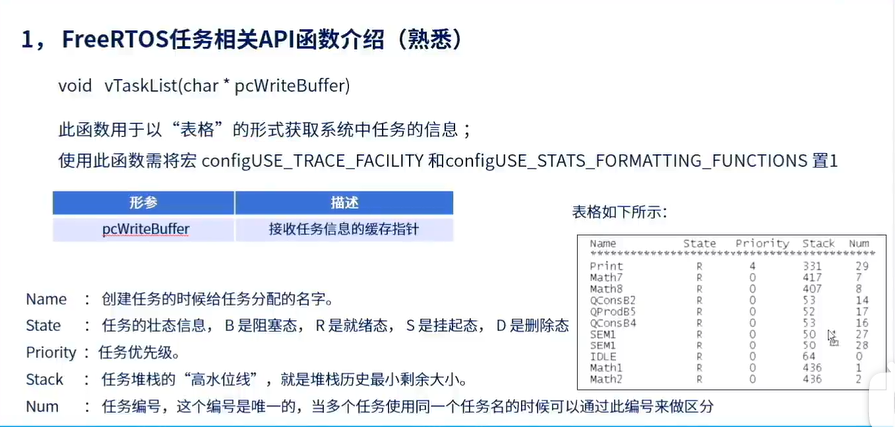 1， FreeRTOS任务相关API函数介绍（熟悉）
void vTaskList(char * pcWriteBuffer)
此函数用于以“表格”的形式获取系统中任务的信息；
使用此函数需将宏 configUSE_TRACE_FACILITY 和configUSE_STATS_FORMATTING_FUNCTIONS 置1
形参 描述
pcWriteBuffer 接收任务信息的缓存指针
表格如下所示：
Name State Priority Stack Num
************************************************
Print R 4 331 29
Math7 R 0 417 7
Math8 R 0 407 8
QConsB2 R 0 53 14
QProdB5 R 0 52 17
QConsB4 R 0 53 16
SEM1 R 0 50 27
SEM1 R 0 50 28
IDLE R 0 64 0
Math1 R 0 436 1
Math2 R 0 436 2
Name ： 创建任务的时候给任务分配的名字。
State ： 任务的壮态信息， B是阻塞态， R是就绪态， S是挂起态， D是删除态
Priority ：任务优先级。
Stack ： 任务堆栈的“高水位线”，就是堆栈历史最小剩余大小。
Num ： 任务编号，这个编号是唯一的，当多个任务使用同一个任务名的时候可以通过此编号来做区分